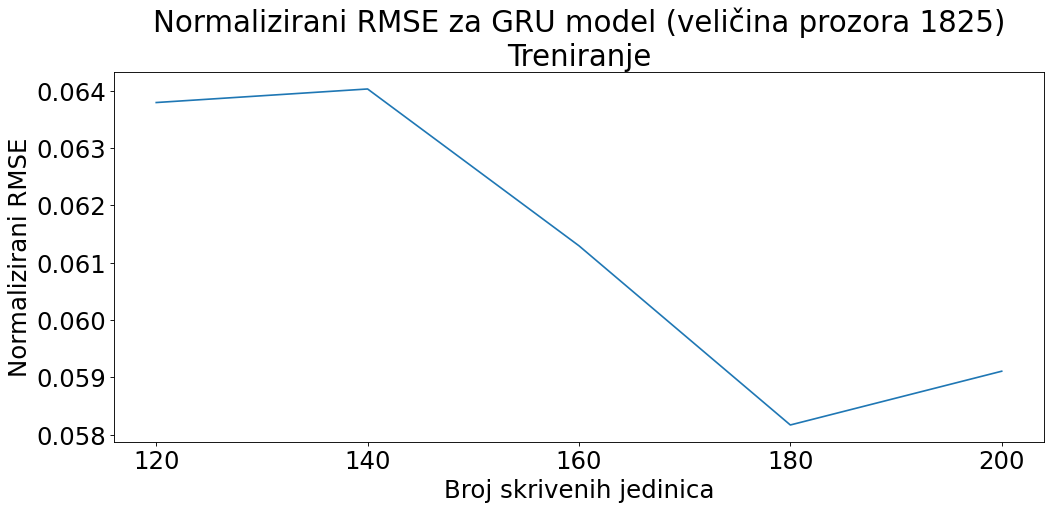 Normalizirani RMSE za GRU model (veličina prozora 1825)
Treniranje
Normalizirani RMSE
0.064
0.063
0.062
0.061
0.060
0.059
0.058
120 140 160 180 200
Broj skrivenih jedinica